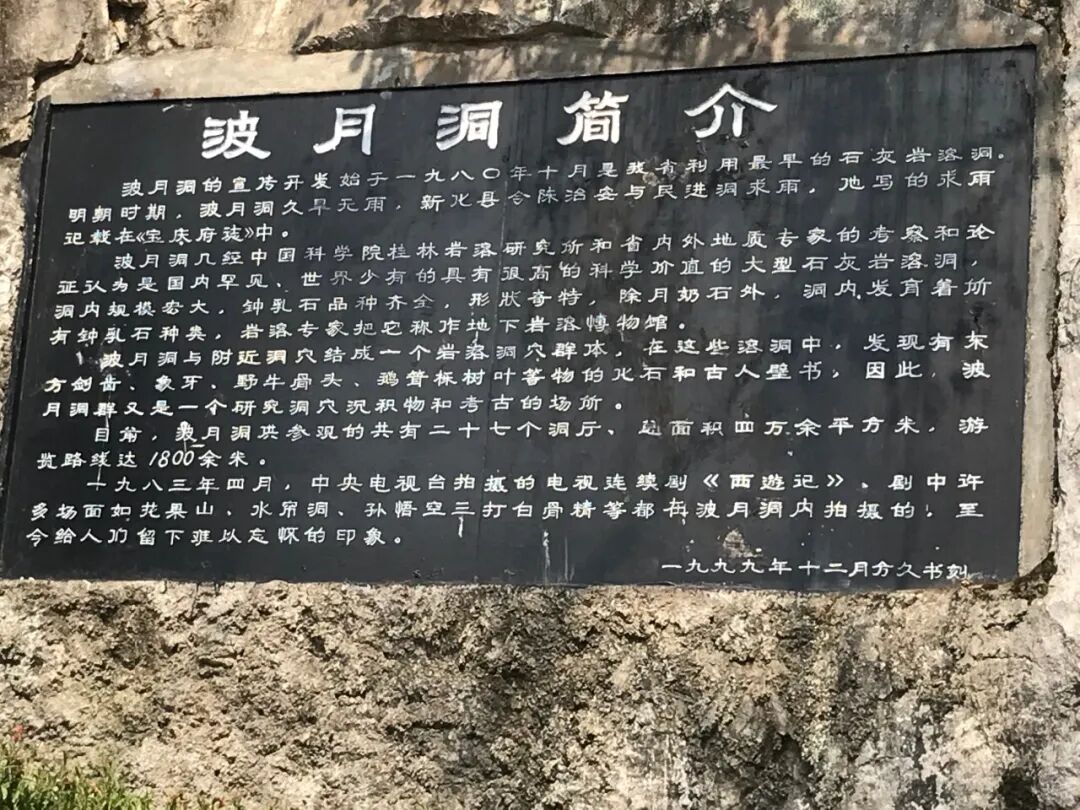 波月洞简介
波月洞的宣传开发始于一九八〇年十月是我省利用最早的石灰岩溶洞。
明朝时期，波月洞久旱无雨，新化县令陈治安与民进洞求雨，他写的求雨
记载在《宝庆府志》中。
波月洞几经中国科学院桂林岩溶研究所和省内外地质专家的考察和论
证认为是国内罕见、世界少有的具有很高的科学价值的大型石灰岩溶洞，
洞内规模宏大，钟乳石品种齐全，形状奇特，除月奶石外，洞内发育着所
有钟乳石种类，岩溶专家把它称作地下岩溶博物馆。
波月洞与附近洞穴结成一个岩溶洞穴群体，在这些溶洞中，发现有东
方剑齿、象牙、野牛骨头、鸡骨树叶等物的化石和古人壁书，因此，波
月洞群又是一个研究洞穴沉积物和考古的场所。
目前，波月洞供参观的共有二十七个洞厅、总面积四万余平方米，游
览路线达1800余米。
一九八三年四月，中央电视台拍摄的电视连续剧《西遊记》、剧中许
多场面如花果山、水帘洞、孙悟空三打白骨精等都在波月洞内拍摄的，至
今给人们留下难以忘怀的印象。
一九九九年十二月方久书刻